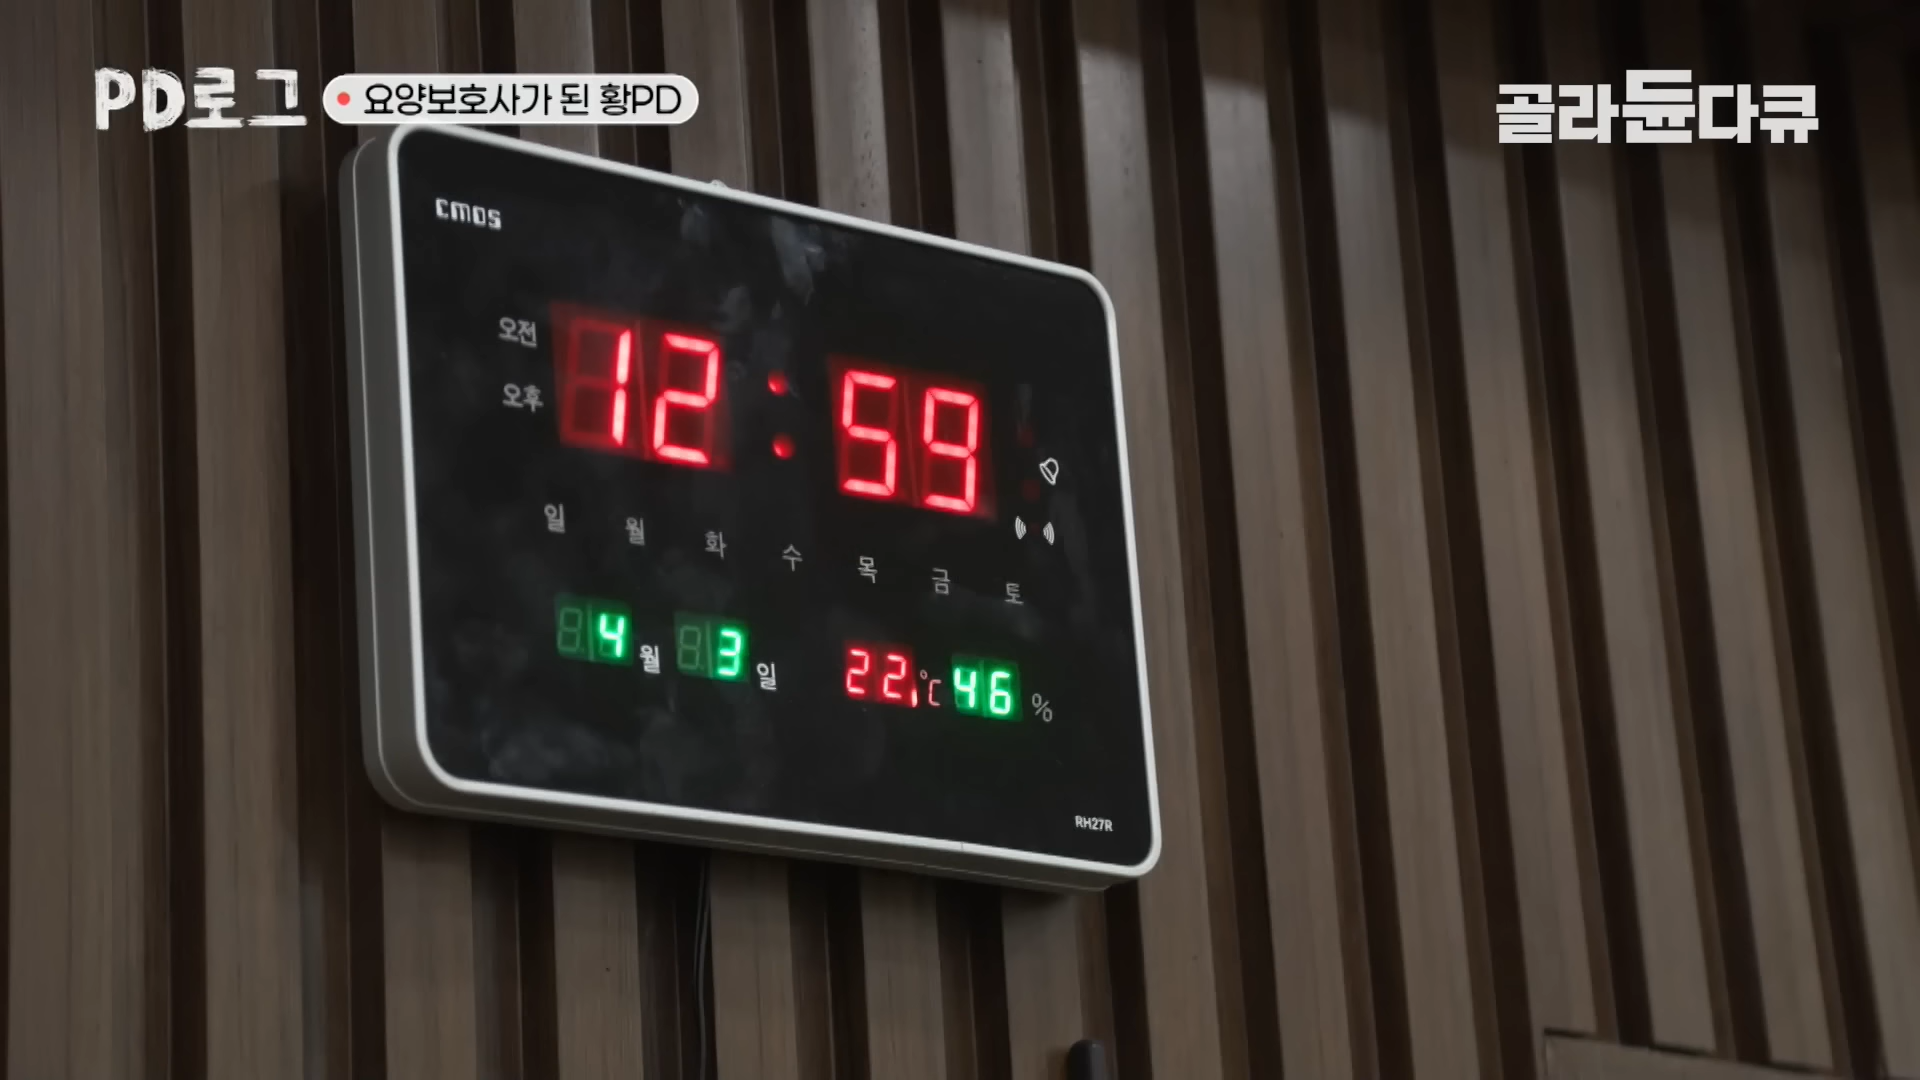 PD로그
요양보호사가 된 황PD
골라듄다큐
cmos
오전
오후
12:59
일 월 화 수 목 금 토
4월 3일 22.℃ 46%
RH27R